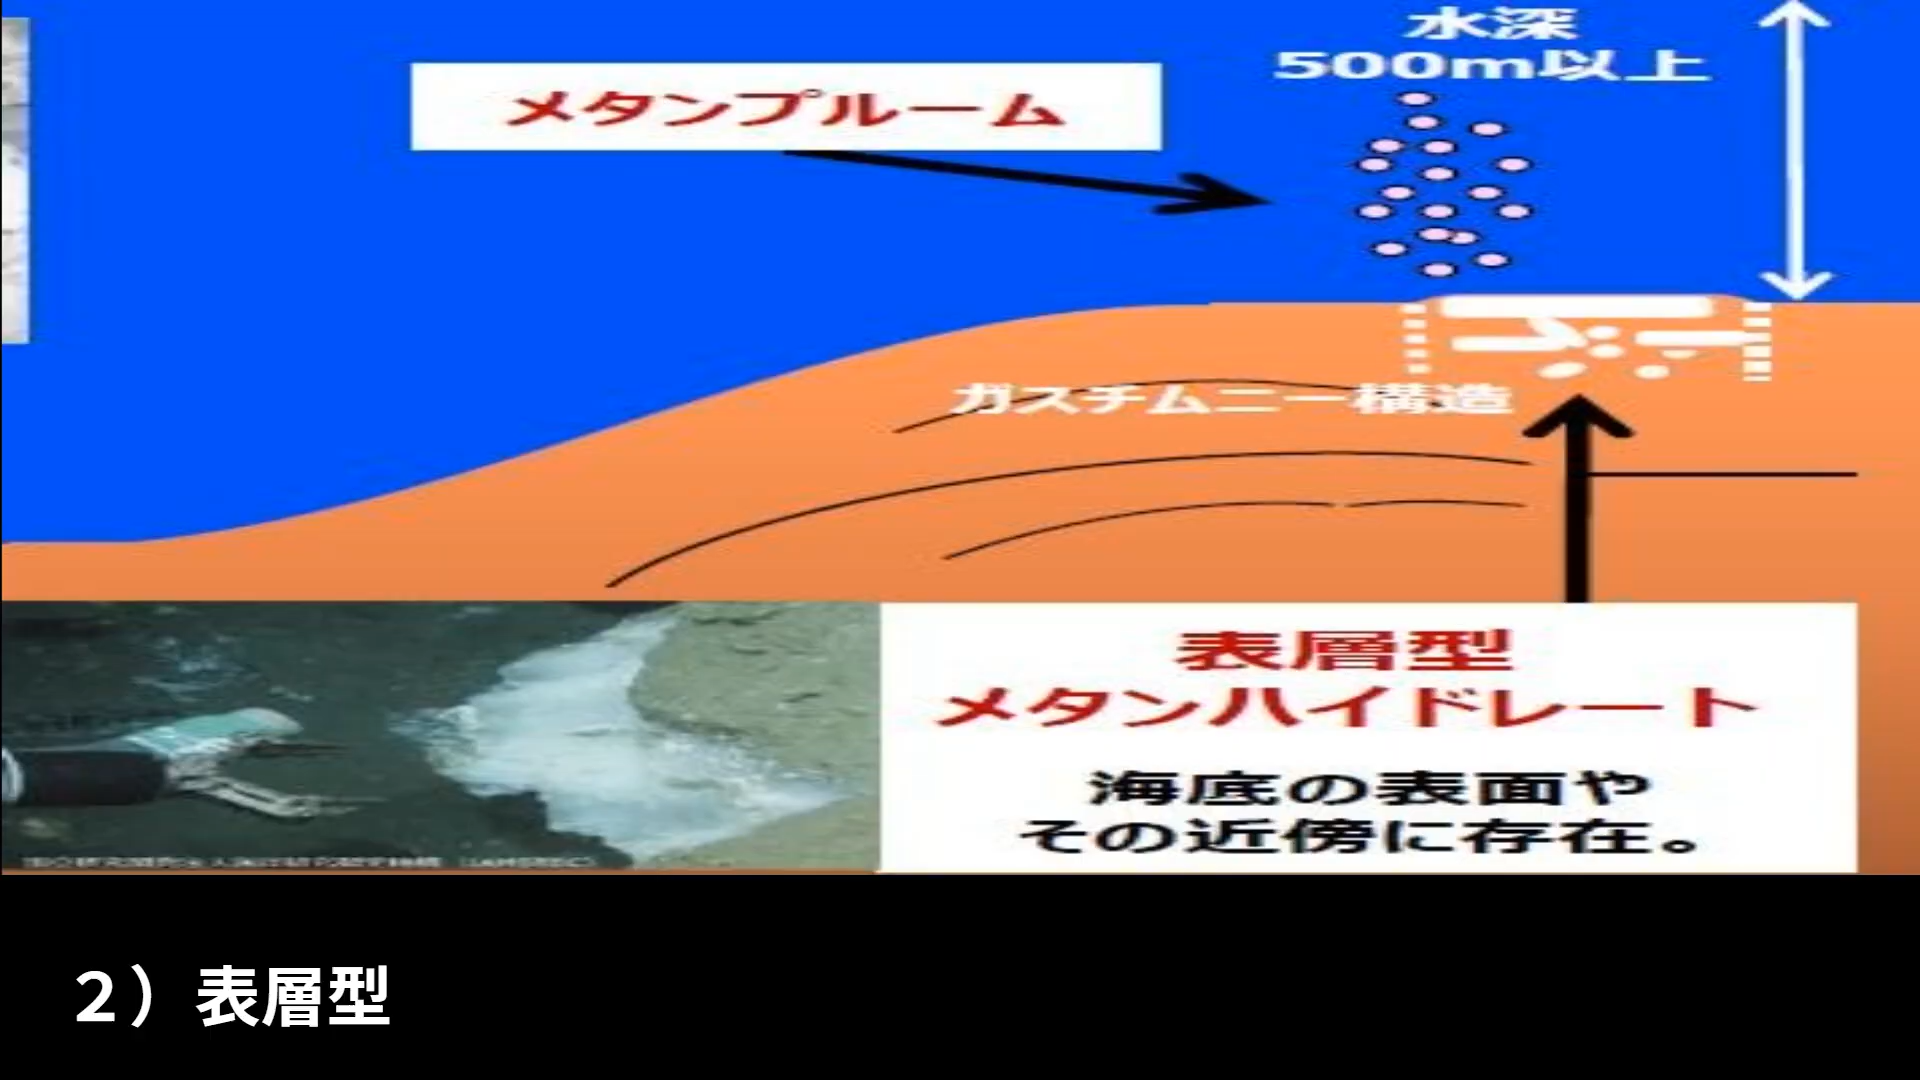 水深
500m以上
メタンプルーム
ガスチムニー構造
表層型
メタンハイドレート
海底の表面や
その近傍に存在。
２）表層型